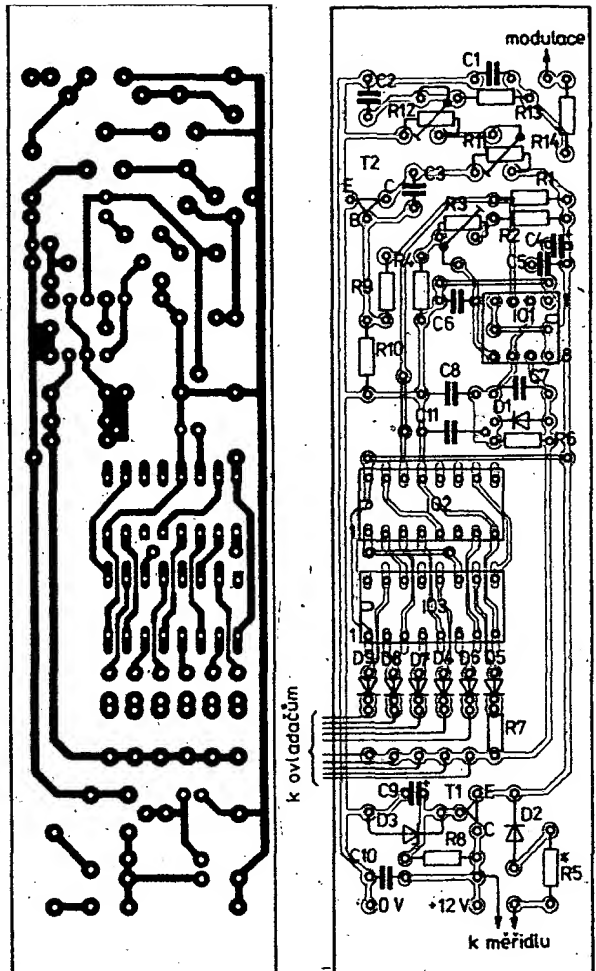 modulace
C1
C2
R12
R13
R11
R14
T2
C3
E
C
R1
B
R3
R2
C4
R4
C5
R9
C6
IO1
1
8
R10
C8
C7
D1
C11
R6
IO2
1
IO3
1
D9 D8 D7 D4 D6 D5
R7
k ovladačům
C9
T1
E
D3
D2
C
R8
C10
R5
*
0 V
+12 V
k měřidlu